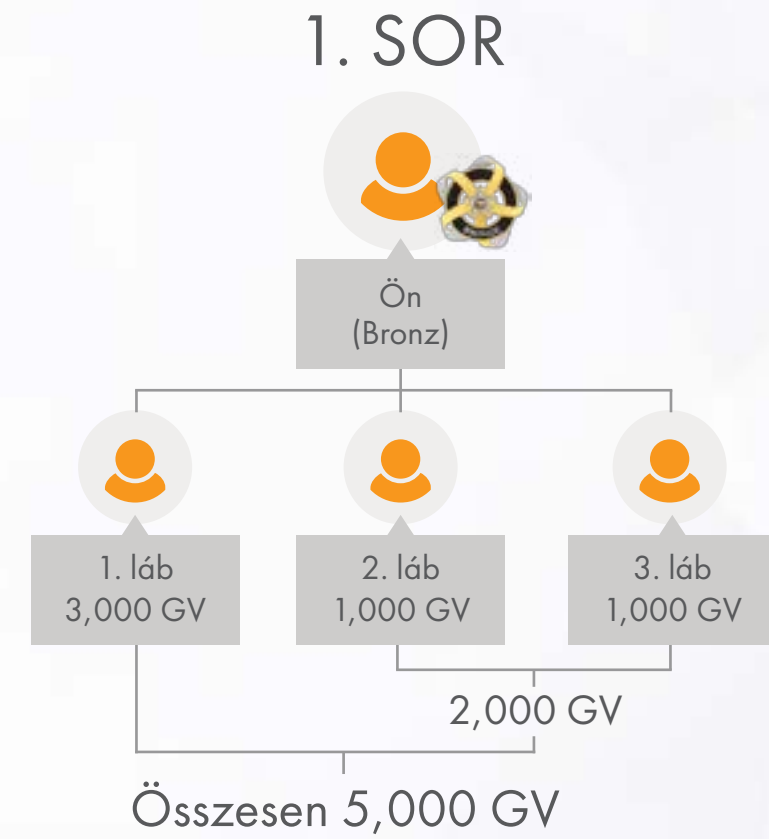 1. SOR
Ön
(Bronz)
1. láb
3,000 GV
2. láb
1,000 GV
3. láb
1,000 GV
2,000 GV
Összesen 5,000 GV